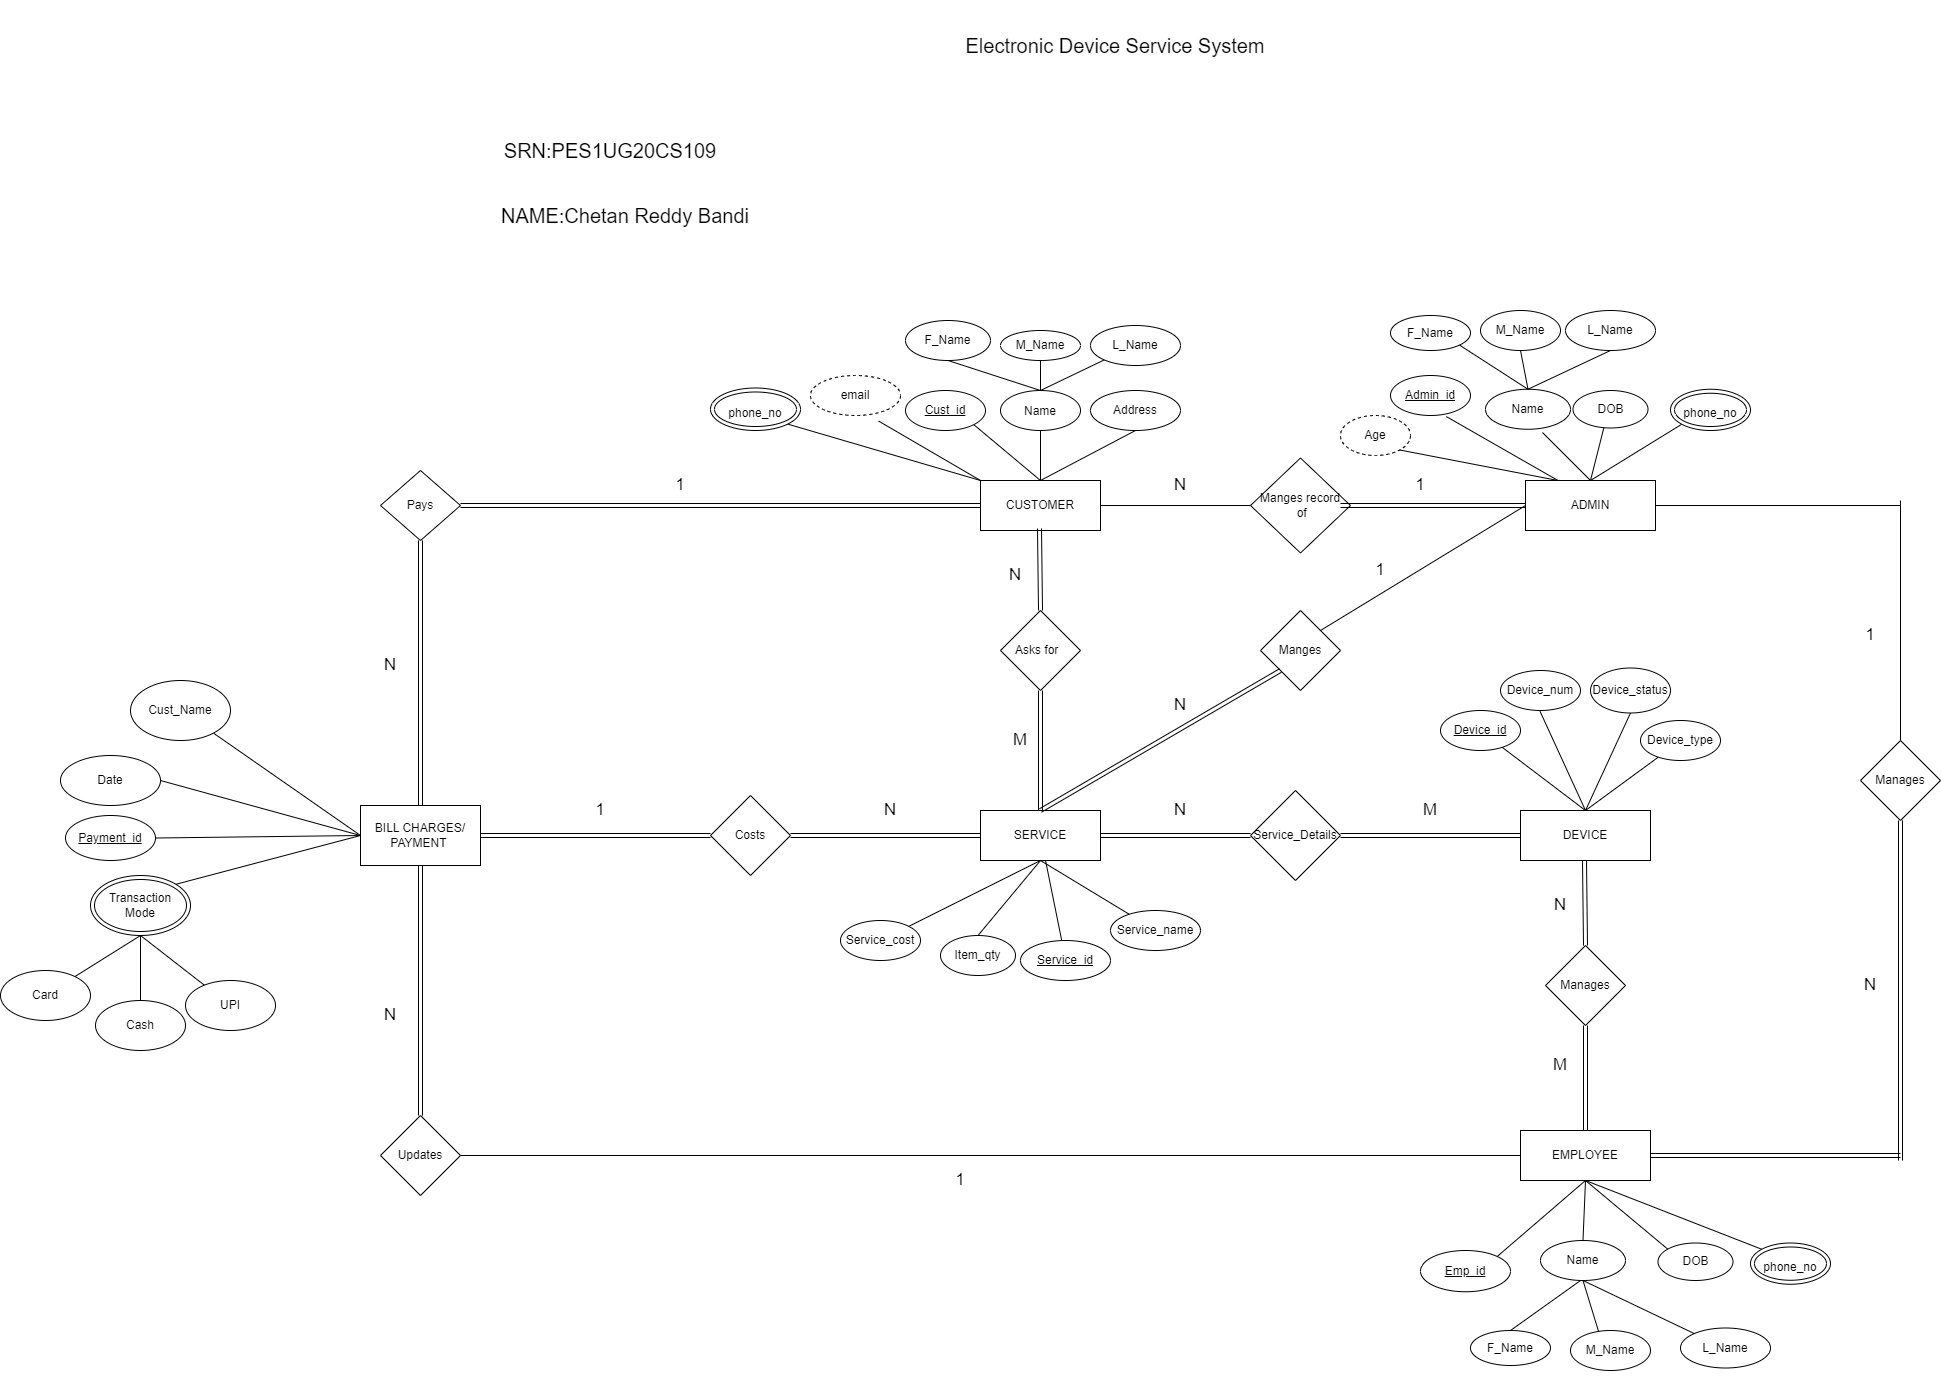 Electronic Device Service System
SRN:PES1UG20CS109
NAME:Chetan Reddy Bandi
F_Name
M_Name
L_Name
phone_no
email
Cust_id
Name
Address
F_Name
M_Name
L_Name
Admin_id
Name
DOB
phone_no
Age
Pays
1
CUSTOMER
N
Manges record
of
1
ADMIN
N
1
N
Asks for
Manges
1
N
M
N
Cust_Name
Date
Payment_id
Transaction
Mode
Card
Cash
UPI
Device_num
Device_status
Device_id
Device_type
Manages
BILL CHARGES/
PAYMENT
1
Costs
N
SERVICE
N
Service_Details
M
DEVICE
Service_cost
Item_qty
Service_id
Service_name
N
Manages
N
N
M
Updates
1
EMPLOYEE
Emp_id
Name
DOB
phone_no
F_Name
M_Name
L_Name